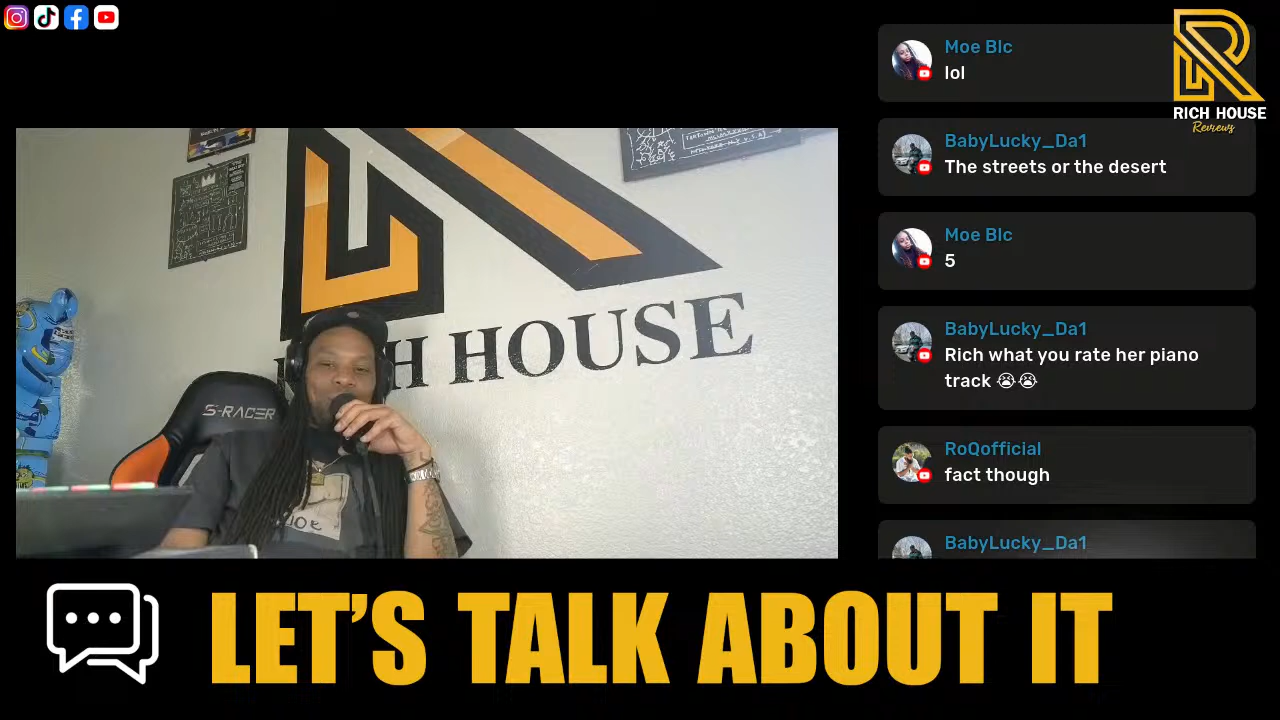 Moe Blc
lol
RICH HOUSE
Reviews
BabyLucky_Da1
The streets or the desert
Moe Blc
5
BabyLucky_Da1
Rich what you rate her piano
track 😭😭
RoQofficial
fact though
BabyLucky_Da1
HOUSE
S-RACER
LET'S TALK ABOUT IT